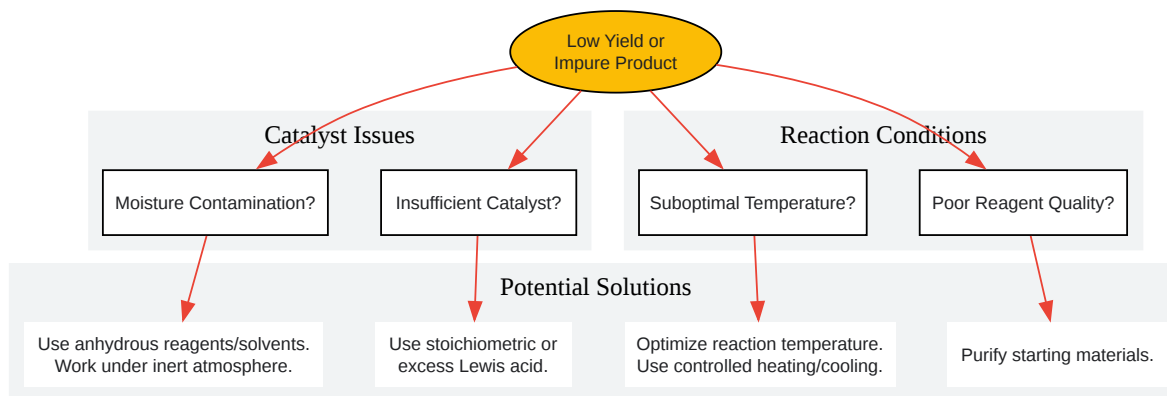 Low Yield or
Impure Product
Catalyst Issues
Reaction Conditions
Moisture Contamination?
Insufficient Catalyst?
Suboptimal Temperature?
Poor Reagent Quality?
Potential Solutions
Use anhydrous reagents/solvents.
Work under inert atmosphere.
Use stoichiometric or
excess Lewis acid.
Optimize reaction temperature.
Use controlled heating/cooling.
Purify starting materials.